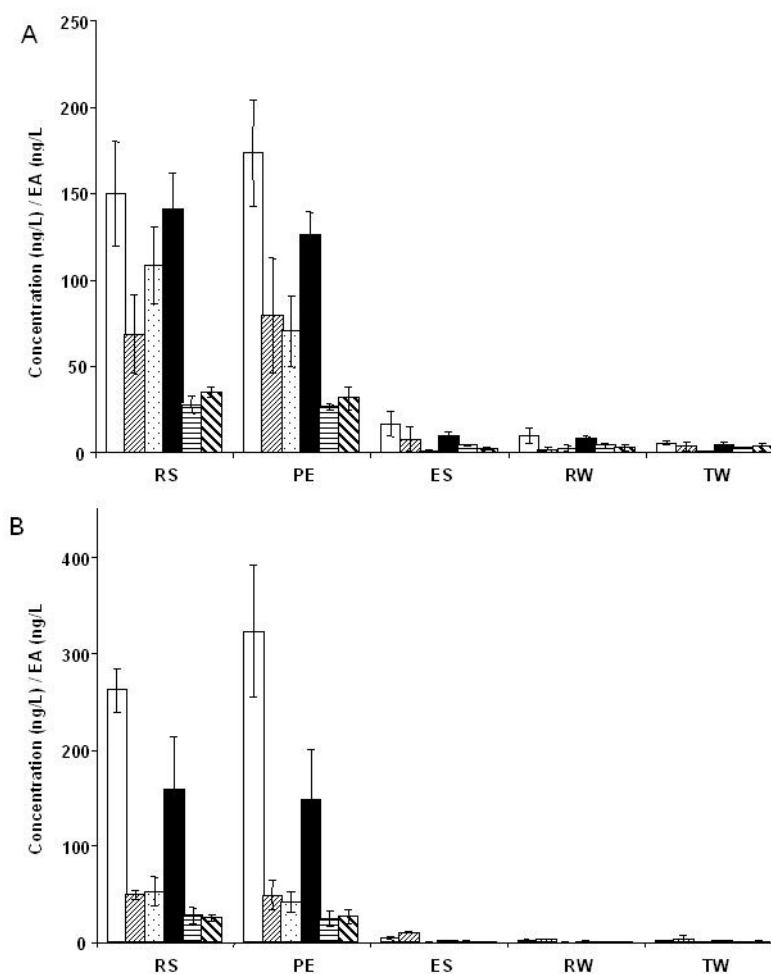 A
250
200
150
100
50
0
Concentration (ng/L) / EA (ng/L
RS PE ES RW TW
B
400
300
200
100
0
Concentration (ng/L) / EA (ng/L
RS PE ES RW TW